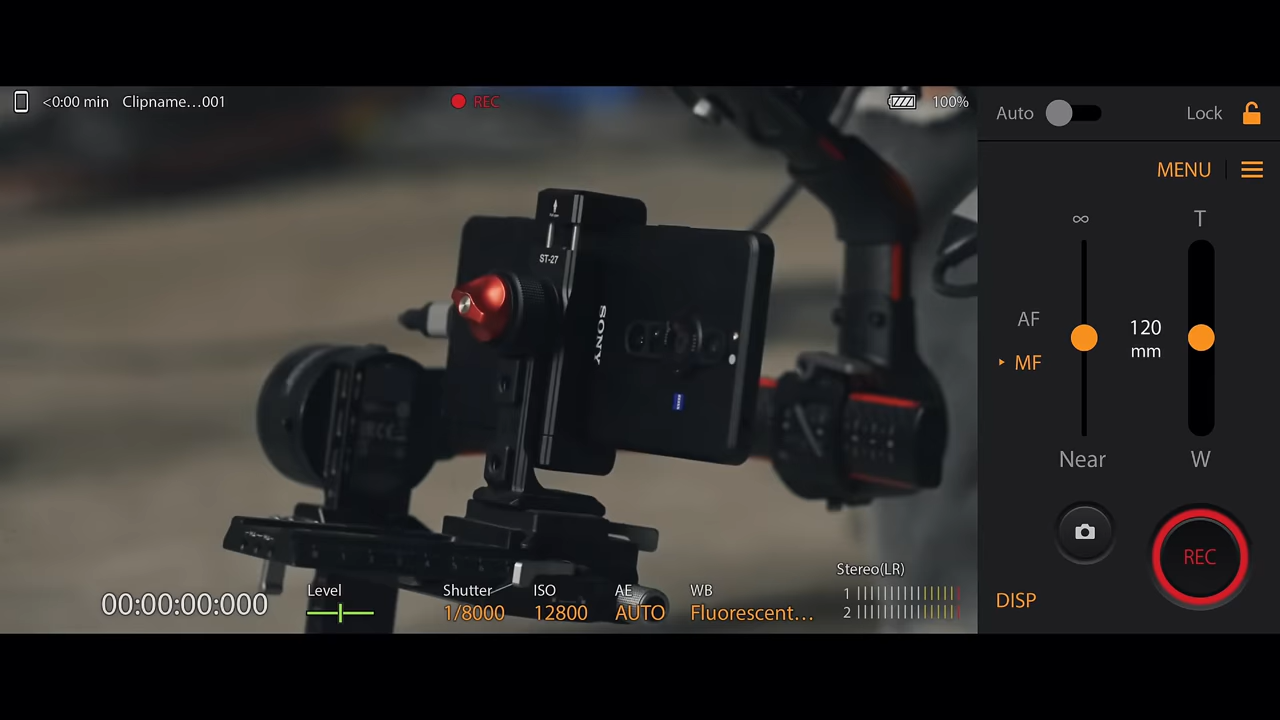 <0:00 min Clipname...001
REC
100%
Auto
Lock
MENU
∞
T
ST-27
SONY
AF
120
mm
MF
ZEISS
Near
W
REC
Stereo(LR)
1
2
00:00:00:000
Level
Shutter
1/8000
ISO
12800
AE
AUTO
WB
Fluorescent...
DISP